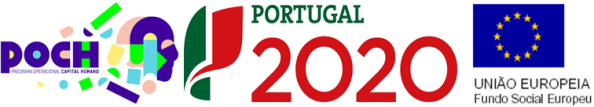 POCH
PROGRAMA OPERACIONAL CAPITAL HUMANO
PORTUGAL
2020
UNIÃO EUROPEIA
Fundo Social Europeu